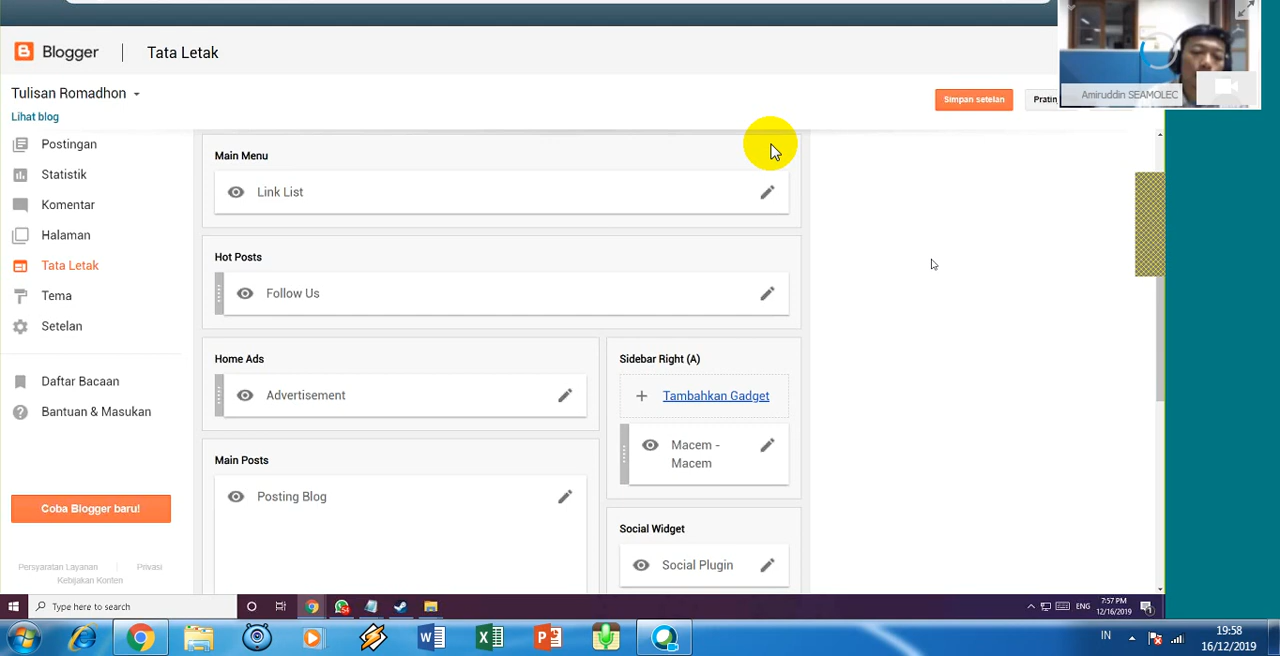 Blogger
Tata Letak
Tulisan Romadhon
Lihat blog
Simpan setelan
Amiruddin SEAMOLEC
Postingan
Statistik
Komentar
Halaman
Tata Letak
Tema
Setelan
Daftar Bacaan
Bantuan & Masukan
Coba Blogger baru!
Persyaratan Layanan
Privasi
Kebijakan Konten
Main Menu
Link List
Hot Posts
Follow Us
Home Ads
Advertisement
Main Posts
Posting Blog
Sidebar Right (A)
Tambahkan Gadget
Macem -
Macem
Social Widget
Social Plugin
Type here to search
ENG
7:57 PM
12/16/2019
IN
19:58
16/12/2019